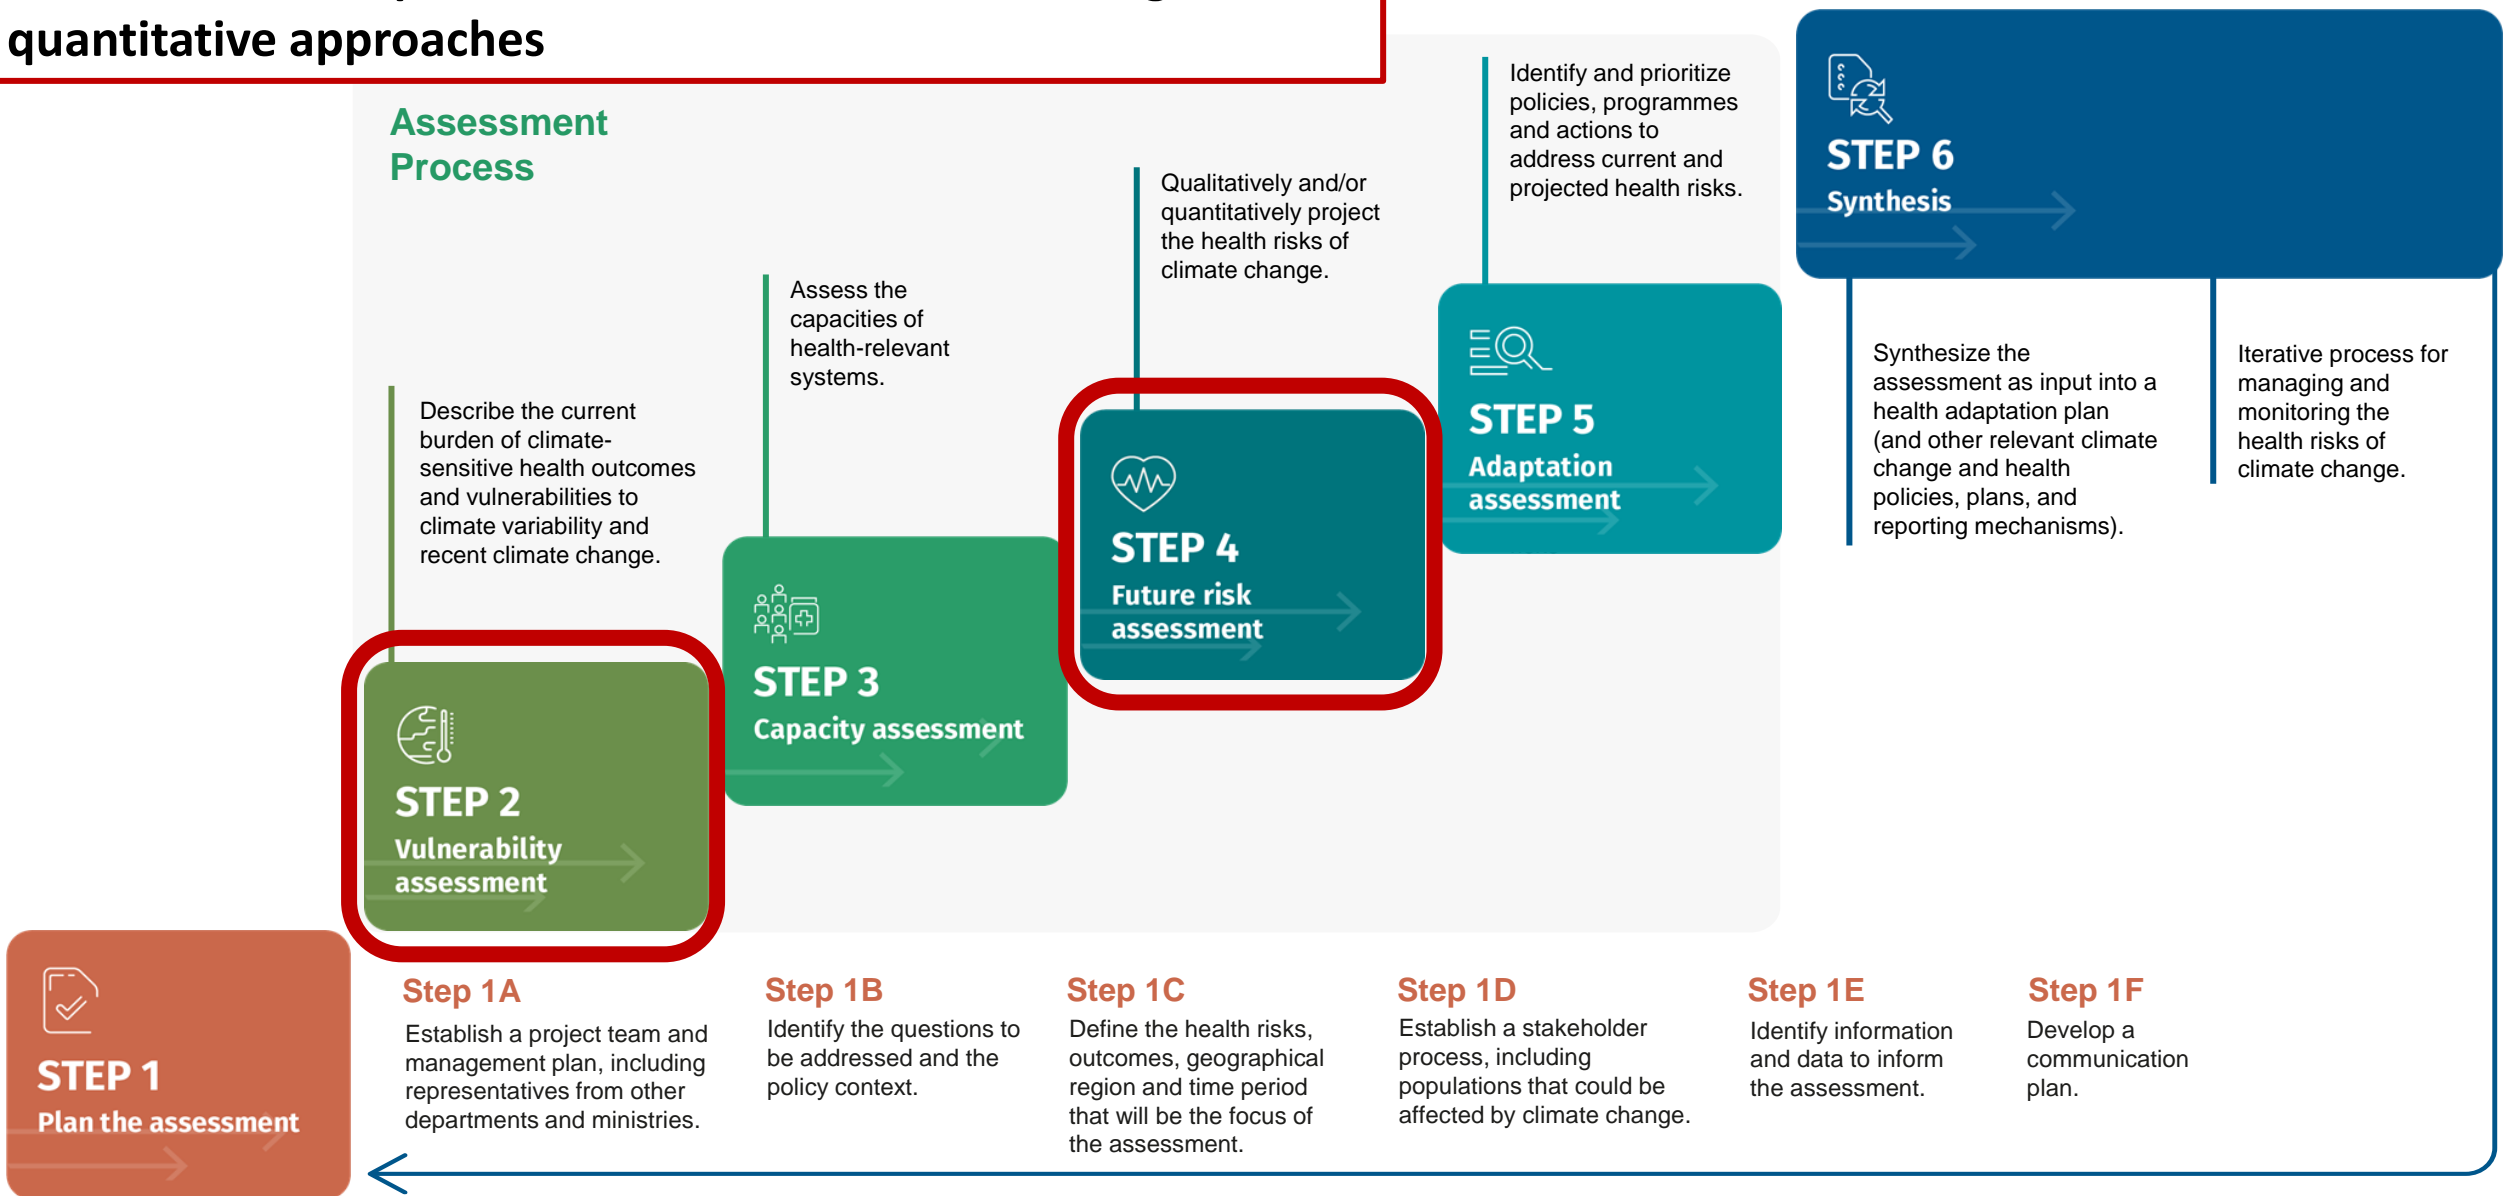 quantitative approaches
Assessment
Process
Describe the current
burden of climate-
sensitive health outcomes
and vulnerabilities to
climate variability and
recent climate change.
Assess the
capacities of
health-relevant
systems.
Qualitatively and/or
quantitatively project
the health risks of
climate change.
Identify and prioritize
policies, programmes
and actions to
address current and
projected health risks.
STEP 6
Synthesis
Synthesize the
assessment as input into a
health adaptation plan
(and other relevant climate
change and health
policies, plans, and
reporting mechanisms).
Iterative process for
managing and
monitoring the
health risks of
climate change.
STEP 5
Adaptation
assessment
STEP 4
Future risk
assessment
STEP 3
Capacity assessment
STEP 2
Vulnerability
assessment
STEP 1
Plan the assessment
Step 1A
Establish a project team and
management plan, including
representatives from other
departments and ministries.
Step 1B
Identify the questions to
be addressed and the
policy context.
Step 1C
Define the health risks,
outcomes, geographical
region and time period
that will be the focus of
the assessment.
Step 1D
Establish a stakeholder
process, including
populations that could be
affected by climate change.
Step 1E
Identify information
and data to inform
the assessment.
Step 1F
Develop a
communication
plan.